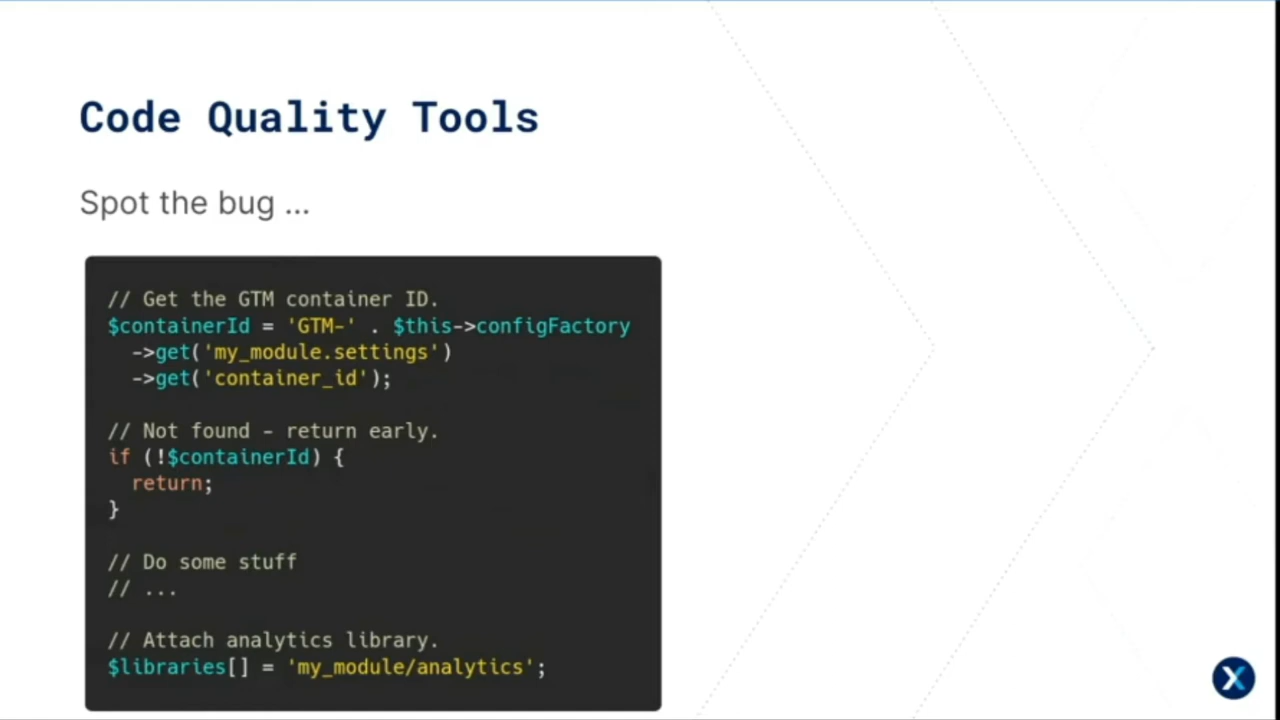 Code Quality Tools
Spot the bug ...
// Get the GTM container ID.
$containerId = 'GTM-' . $this->configFactory
  ->get('my_module.settings')
  ->get('container_id');
// Not found - return early.
if (!$containerId) {
  return;
}
// Do some stuff
// ...
// Attach analytics library.
$libraries[] = 'my_module/analytics';
X